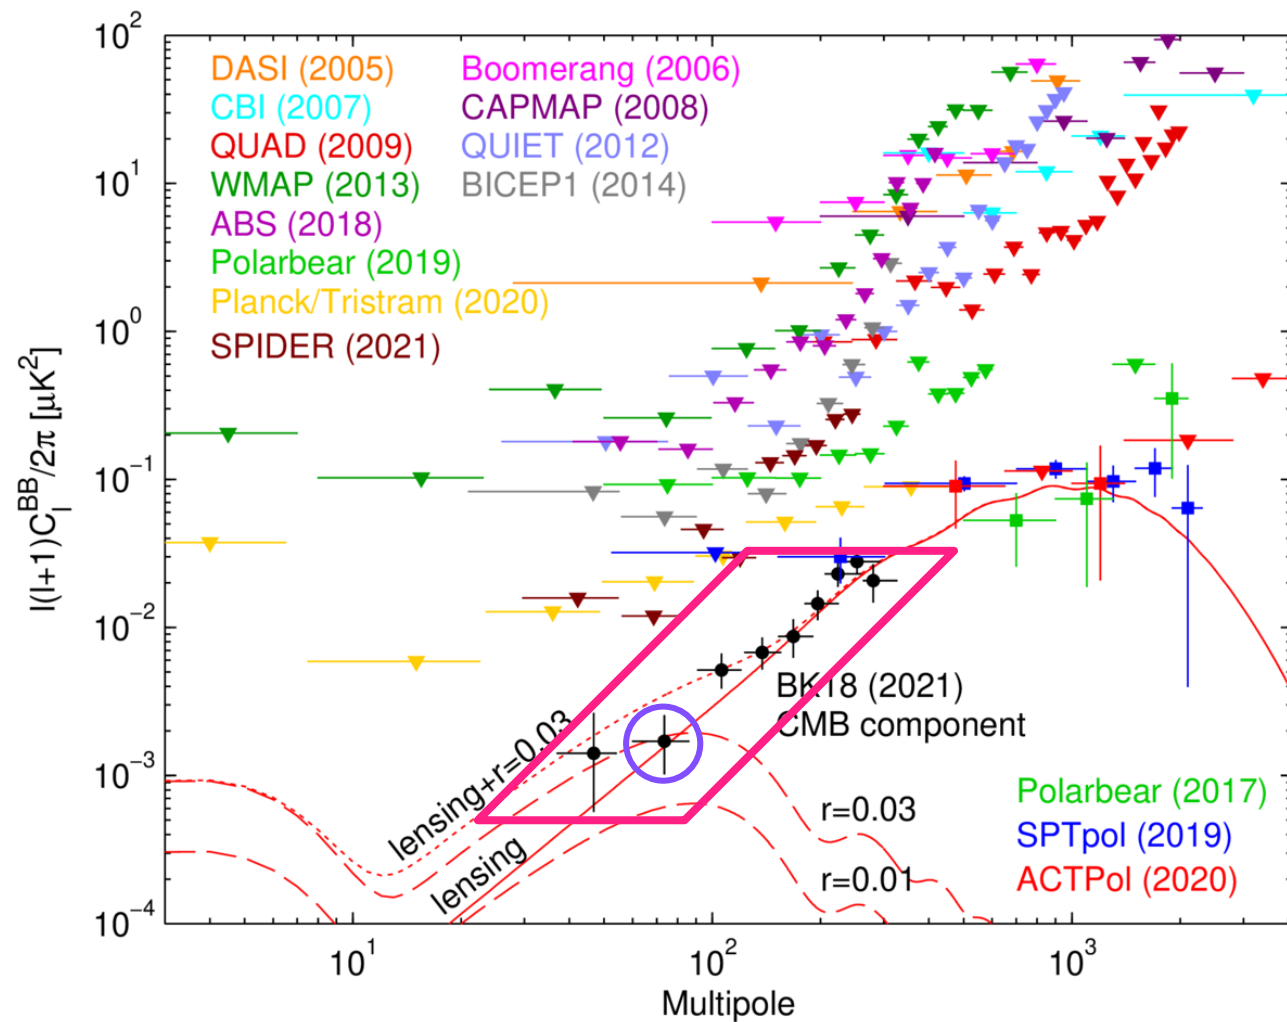 10²
DASI (2005)
Boomerang (2006)
CBI (2007)
CAPMAP (2008)
QUAD (2009)
QUIET (2012)
WMAP (2013)
BICEP1 (2014)
10¹
ABS (2018)
Polarbear (2019)
Planck/Tristram (2020)
SPIDER (2021)
10⁰
l(l+1)C_l^BB/2π [μK²]
10⁻¹
10⁻²
BK18 (2021)
CMB component
lensing+r=0.03
10⁻³
r=0.03
Polarbear (2017)
SPTpol (2019)
lensing
r=0.01
ACTPol (2020)
10⁻⁴
10¹
10²
10³
Multipole